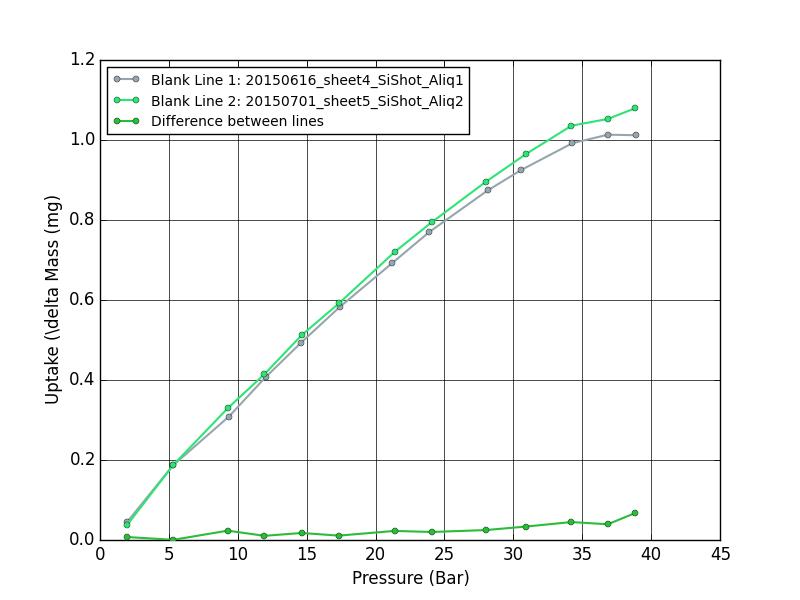 Blank Line 1: 20150616_sheet4_SiShot_Aliq1
Blank Line 2: 20150701_sheet5_SiShot_Aliq2
Difference between lines
1.2
1.0
0.8
0.6
0.4
0.2
0.0
Uptake (\delta Mass (mg)
0 5 10 15 20 25 30 35 40 45
Pressure (Bar)